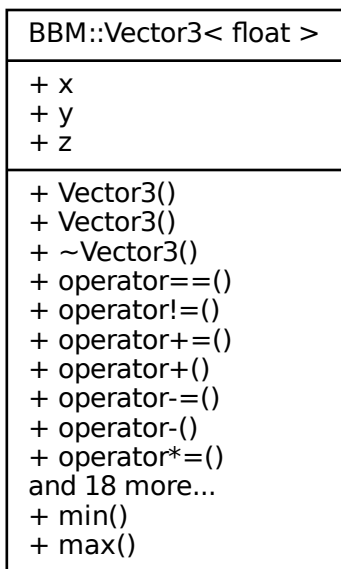 BBM::Vector3< float >
+ x
+ y
+ z
+ Vector3()
+ Vector3()
+ ~Vector3()
+ operator==()
+ operator!=()
+ operator+=()
+ operator+()
+ operator-=()
+ operator-()
+ operator*=()
and 18 more...
+ min()
+ max()